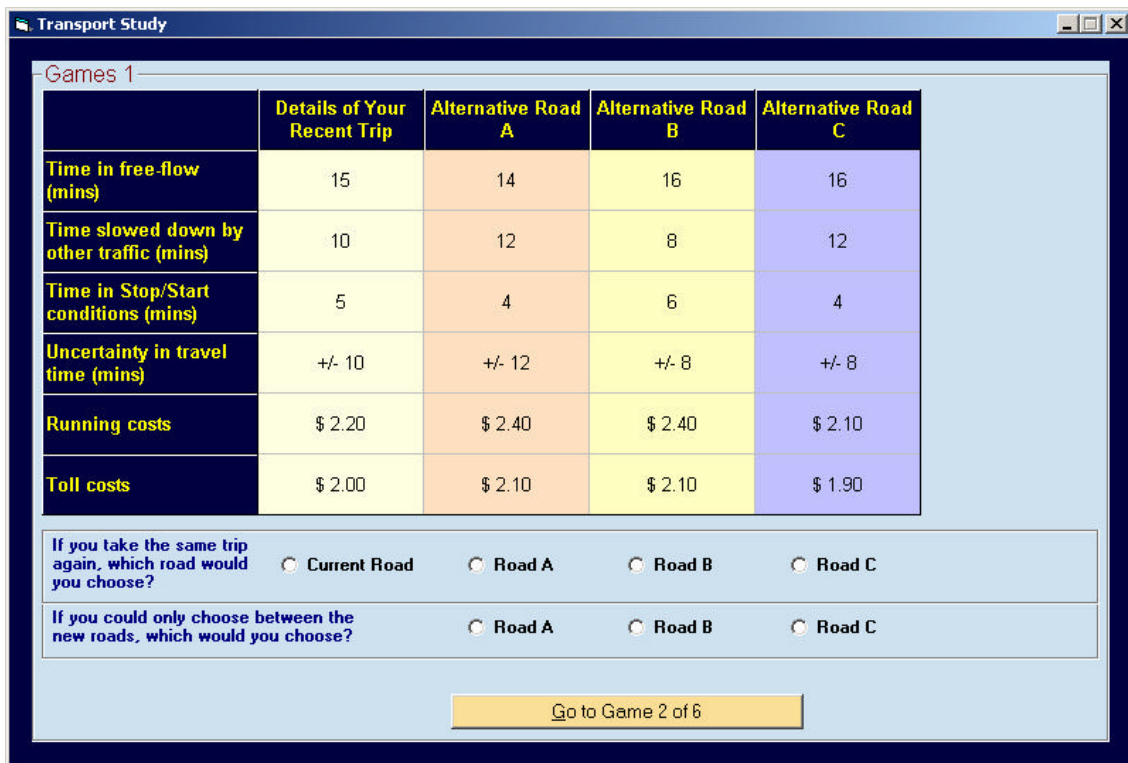 Transport Study
Games 1
Details of Your Recent Trip Alternative Road A Alternative Road B Alternative Road C
Time in free-flow (mins) 15 14 16 16
Time slowed down by other traffic (mins) 10 12 8 12
Time in Stop/Start conditions (mins) 5 4 6 4
Uncertainty in travel time (mins) +/- 10 +/- 12 +/- 8 +/- 8
Running costs $ 2.20 $ 2.40 $ 2.40 $ 2.10
Toll costs $ 2.00 $ 2.10 $ 2.10 $ 1.90
If you take the same trip again, which road would you choose? Current Road Road A Road B Road C
If you could only choose between the new roads, which would you choose? Road A Road B Road C
Go to Game 2 of 6